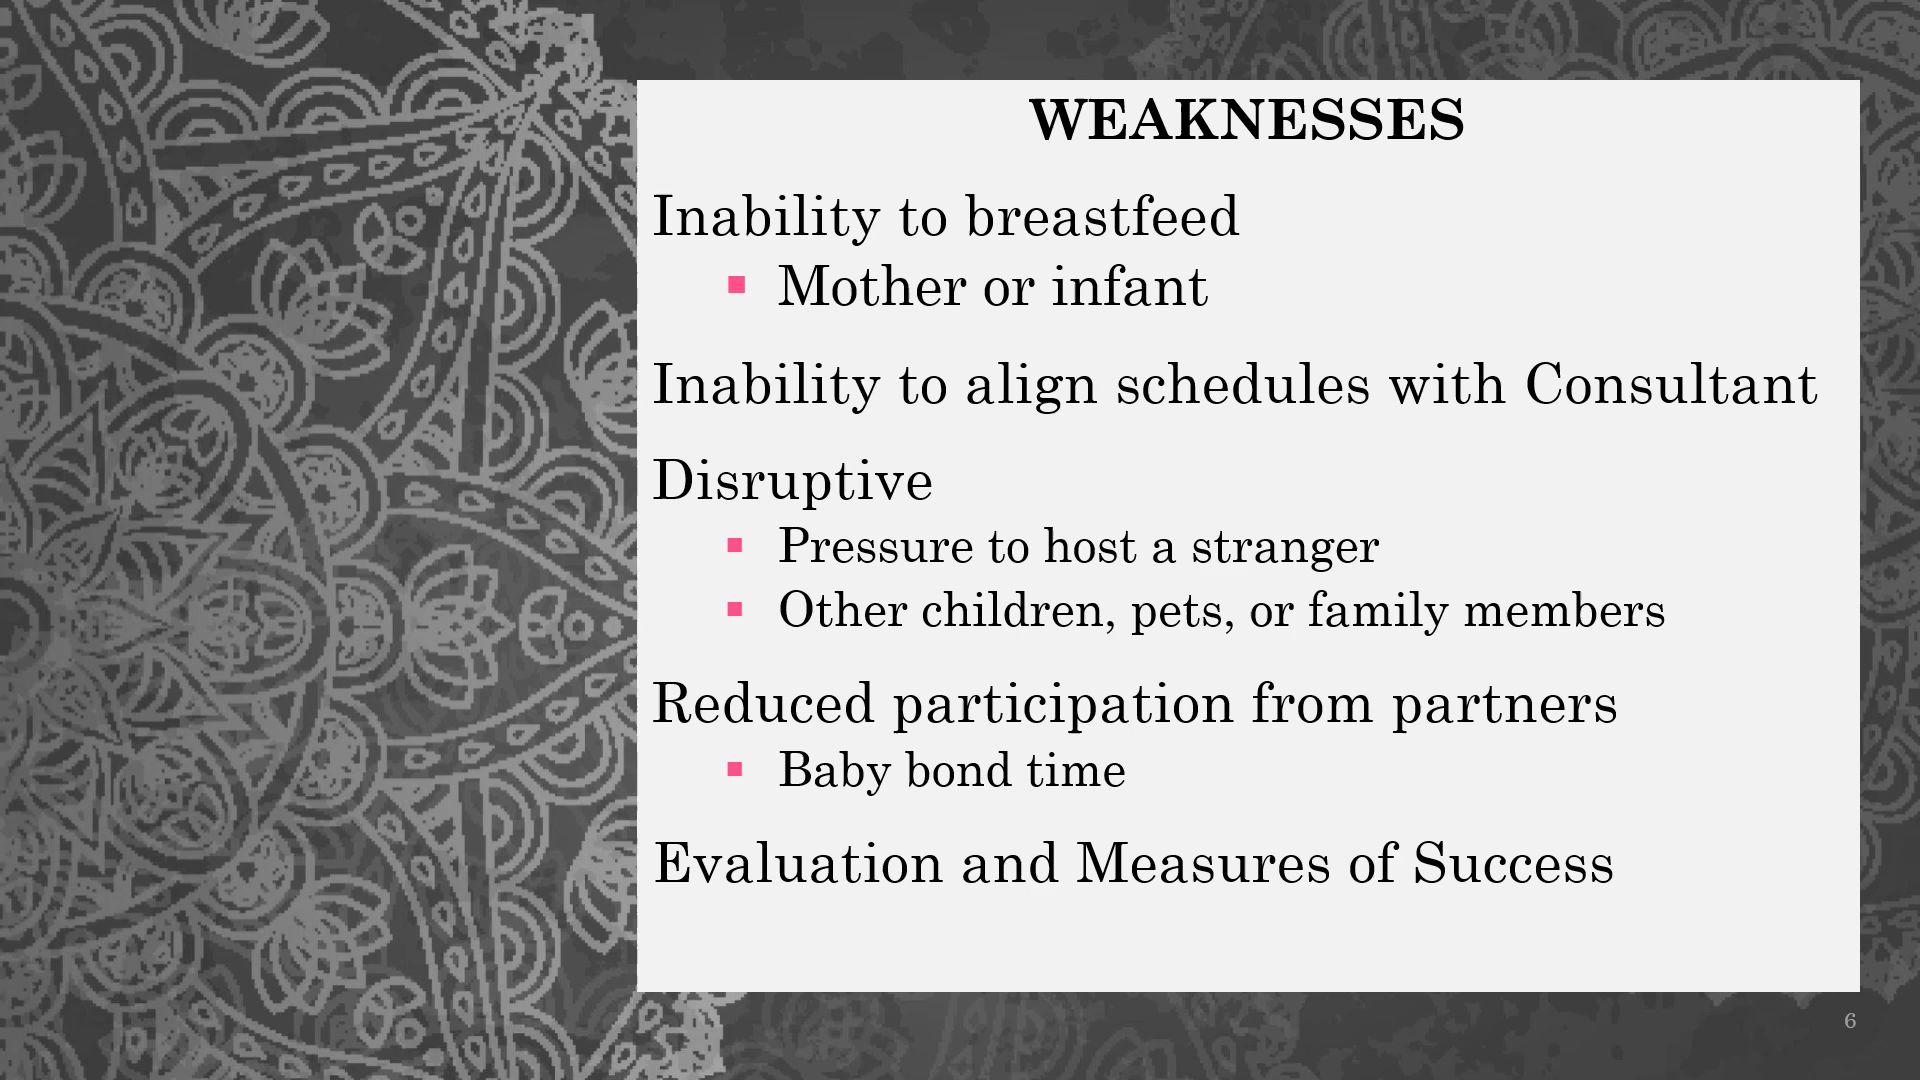 WEAKNESSES
Inability to breastfeed
▪ Mother or infant
Inability to align schedules with Consultant
Disruptive
▪ Pressure to host a stranger
▪ Other children, pets, or family members
Reduced participation from partners
▪ Baby bond time
Evaluation and Measures of Success
6